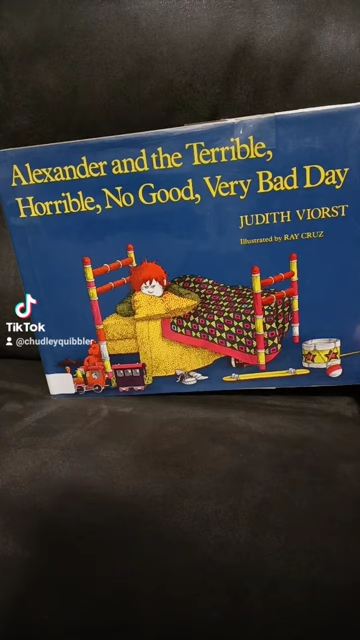 Alexander and the Terrible,
Horrible, No Good, Very Bad Day
JUDITH VIORST
Illustrated by RAY CRUZ
TikTok
@chudleyquibbler